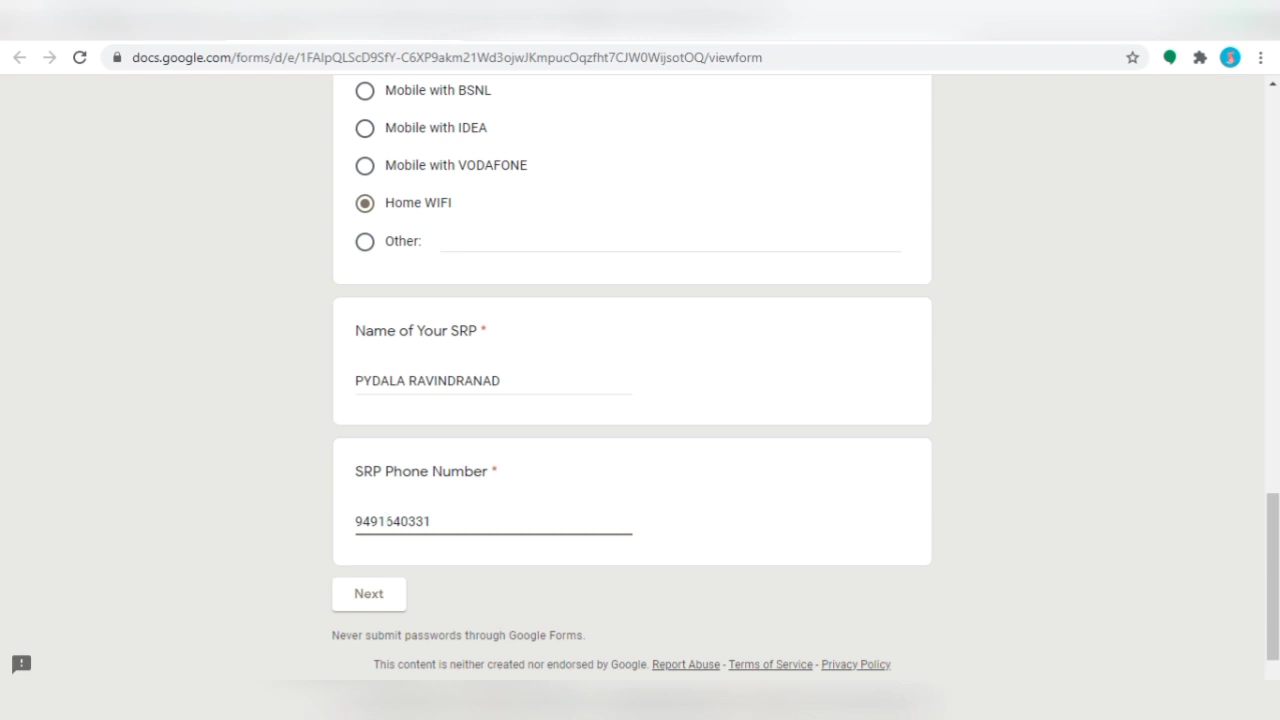 docs.google.com/forms/d/e/1FAIpQLScD9SfY-C6XP9akm21Wd3ojwJKmpucOqzfht7CJW0WijsotOQ/viewform
Mobile with BSNL
Mobile with IDEA
Mobile with VODAFONE
Home WIFI
Other:
Name of Your SRP *
PYDALA RAVINDRANAD
SRP Phone Number *
9491640331
Next
Never submit passwords through Google Forms.
This content is neither created nor endorsed by Google. Report Abuse - Terms of Service - Privacy Policy